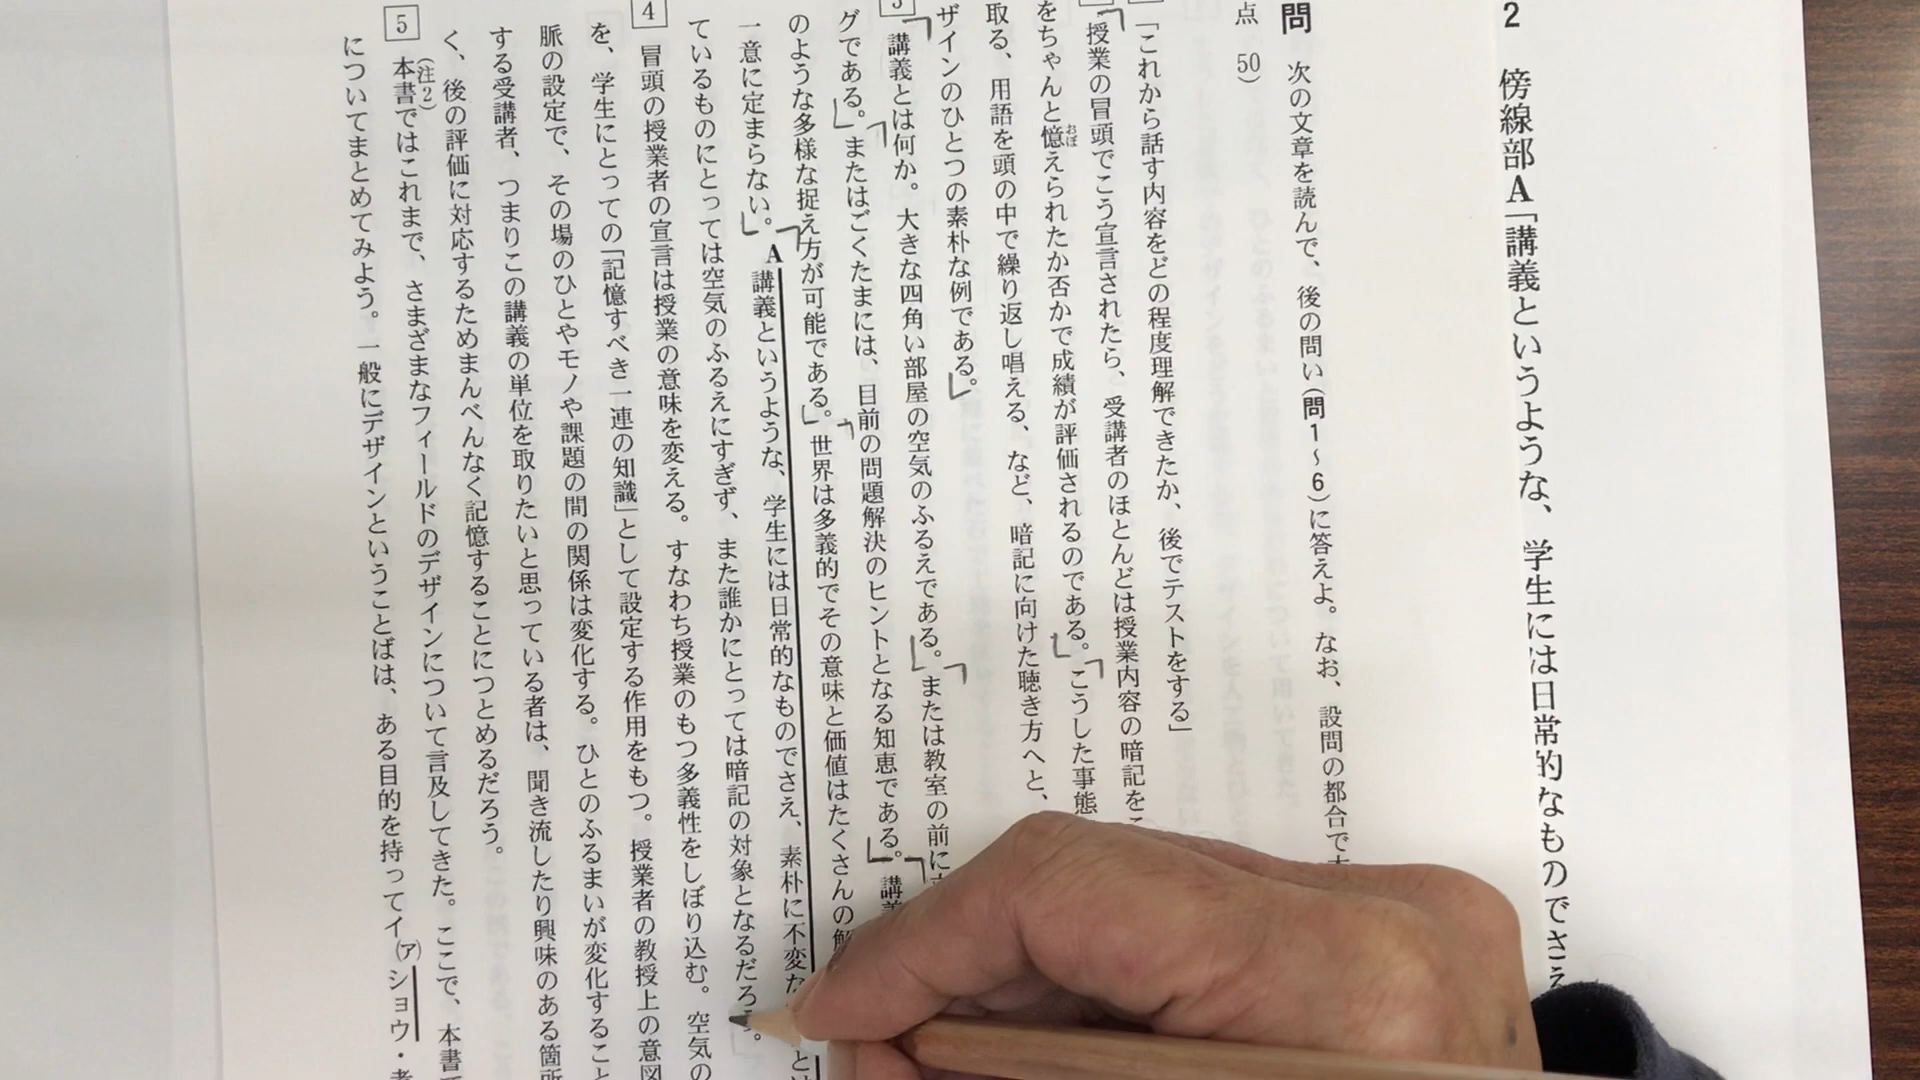 2 傍線部A「講義というような、学生には日常的なものでさえ
問 次の文章を読んで、後の問い(問1～6)に答えよ。なお、設問の都合で
点 50)
「これから話す内容をどの程度理解できたか、後でテストをする」
授業の冒頭でこう宣言されたら、受講者のほとんどは授業内容の暗記をこ
をちゃんと憶えられたか否かで成績が評価されるのである。こうした事態
おぼ
取る、用語を頭の中で繰り返し唱える、など、暗記に向けた聴き方へと、
ザインのひとつの素朴な例である。
講義とは何か。大きな四角い部屋の空気のふるえである。または教室の前に
グである。またはごくたまには、目前の問題解決のヒントとなる知恵である。講義
のような多様な捉え方が可能である。世界は多義的でその意味と価値はたくさんの解
一意に定まらない。A講義というような、学生には日常的なものでさえ、素朴に不変な
ているものにとっては空気のふるえにすぎず、また誰かにとっては暗記の対象となるだろ
4 冒頭の授業者の宣言は授業の意味を変える。すなわち授業のもつ多義性をしぼり込む。空気の
を、学生にとっての「記憶すべき一連の知識」として設定する作用をもつ。授業者の教授上の意図
脈の設定で、その場のひとやモノや課題の間の関係は変化する。ひとのふるまいが変化すること
する受講者、つまりこの講義の単位を取りたいと思っている者は、聞き流したり興味のある箇所
く、後の評価に対応するためまんべんなく記憶することにつとめるだろう。
5 本書ではこれまで、さまざまなフィールドのデザインについて言及してきた。ここで、本書で
(注2)
についてまとめてみよう。一般にデザインということばは、ある目的を持ってイ(ア)ショウ・考